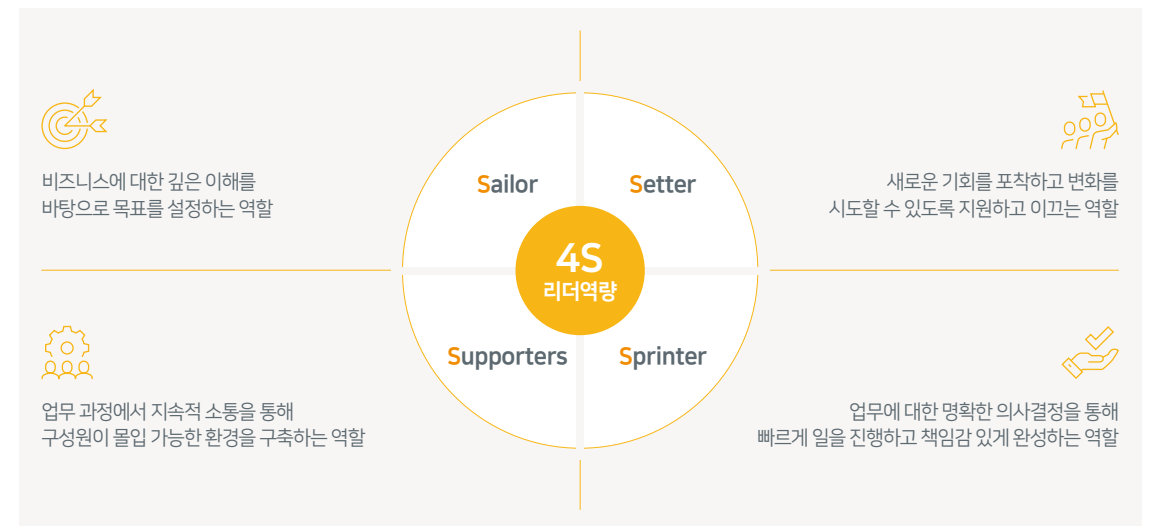 비즈니스에 대한 깊은 이해를
바탕으로 목표를 설정하는 역할
Sailor
Setter
새로운 기회를 포착하고 변화를
시도할 수 있도록 지원하고 이끄는 역할
4S
리더역량
업무 과정에서 지속적 소통을 통해
구성원이 몰입 가능한 환경을 구축하는 역할
Supporters
Sprinter
업무에 대한 명확한 의사결정을 통해
빠르게 일을 진행하고 책임감 있게 완성하는 역할